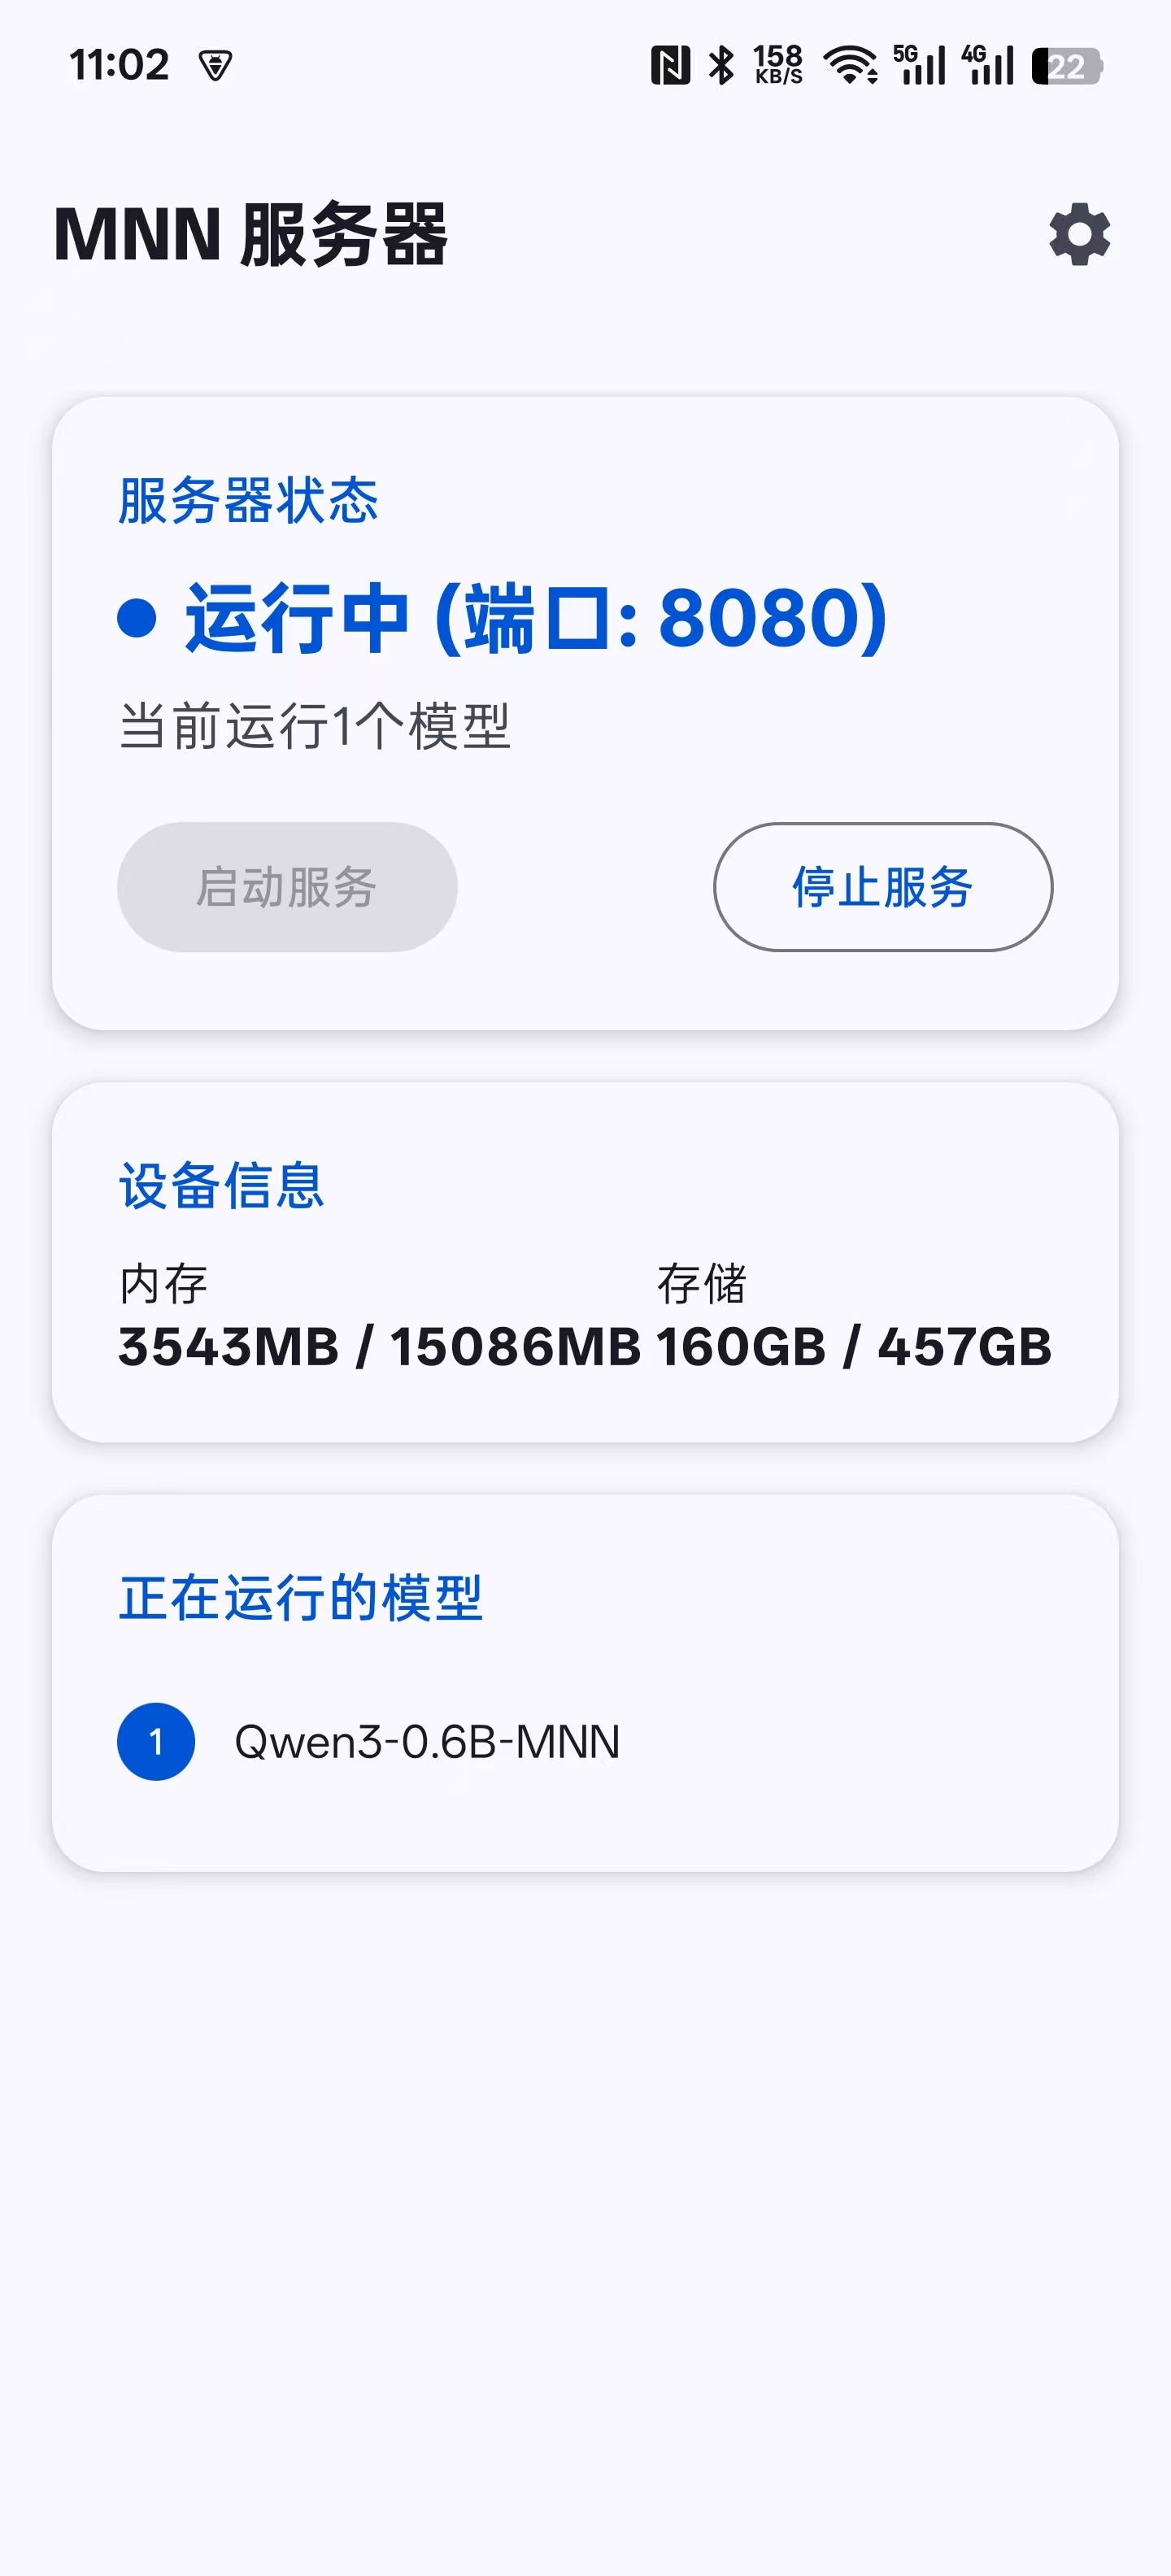 11:02 158 KB/S 5G 4G 22
MNN 服务器
服务器状态
运行中 (端口: 8080)
当前运行1个模型
启动服务 停止服务
设备信息
内存 存储
3543MB / 15086MB 160GB / 457GB
正在运行的模型
1 Qwen3-0.6B-MNN